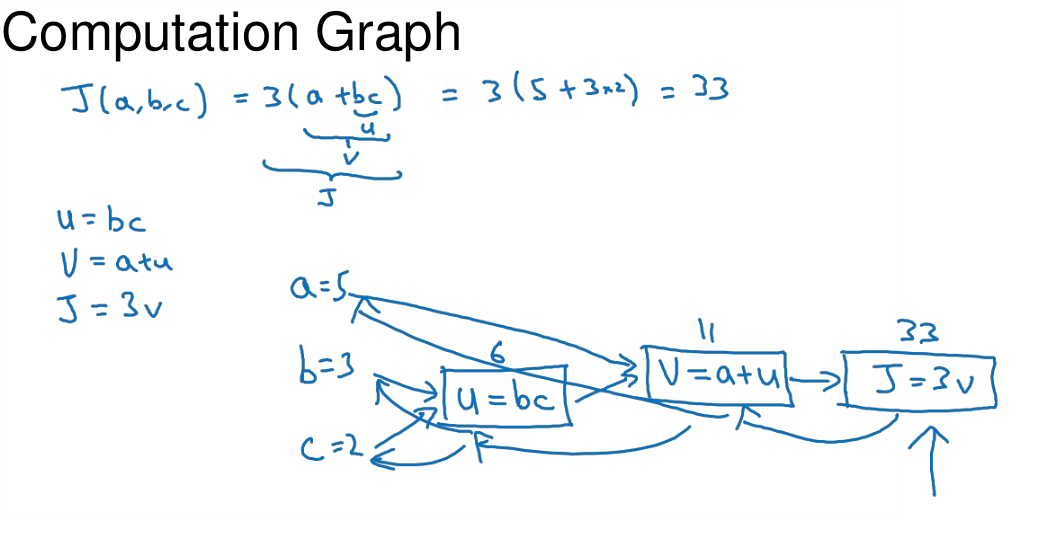 Computation Graph
J(a,b,c) = 3(a+bc) = 3(5+3×2) = 33
u
V
J
u = bc
V = a+u
J = 3v
a=5
11
33
6
b=3
V=a+u
J=3v
u=bc
c=2